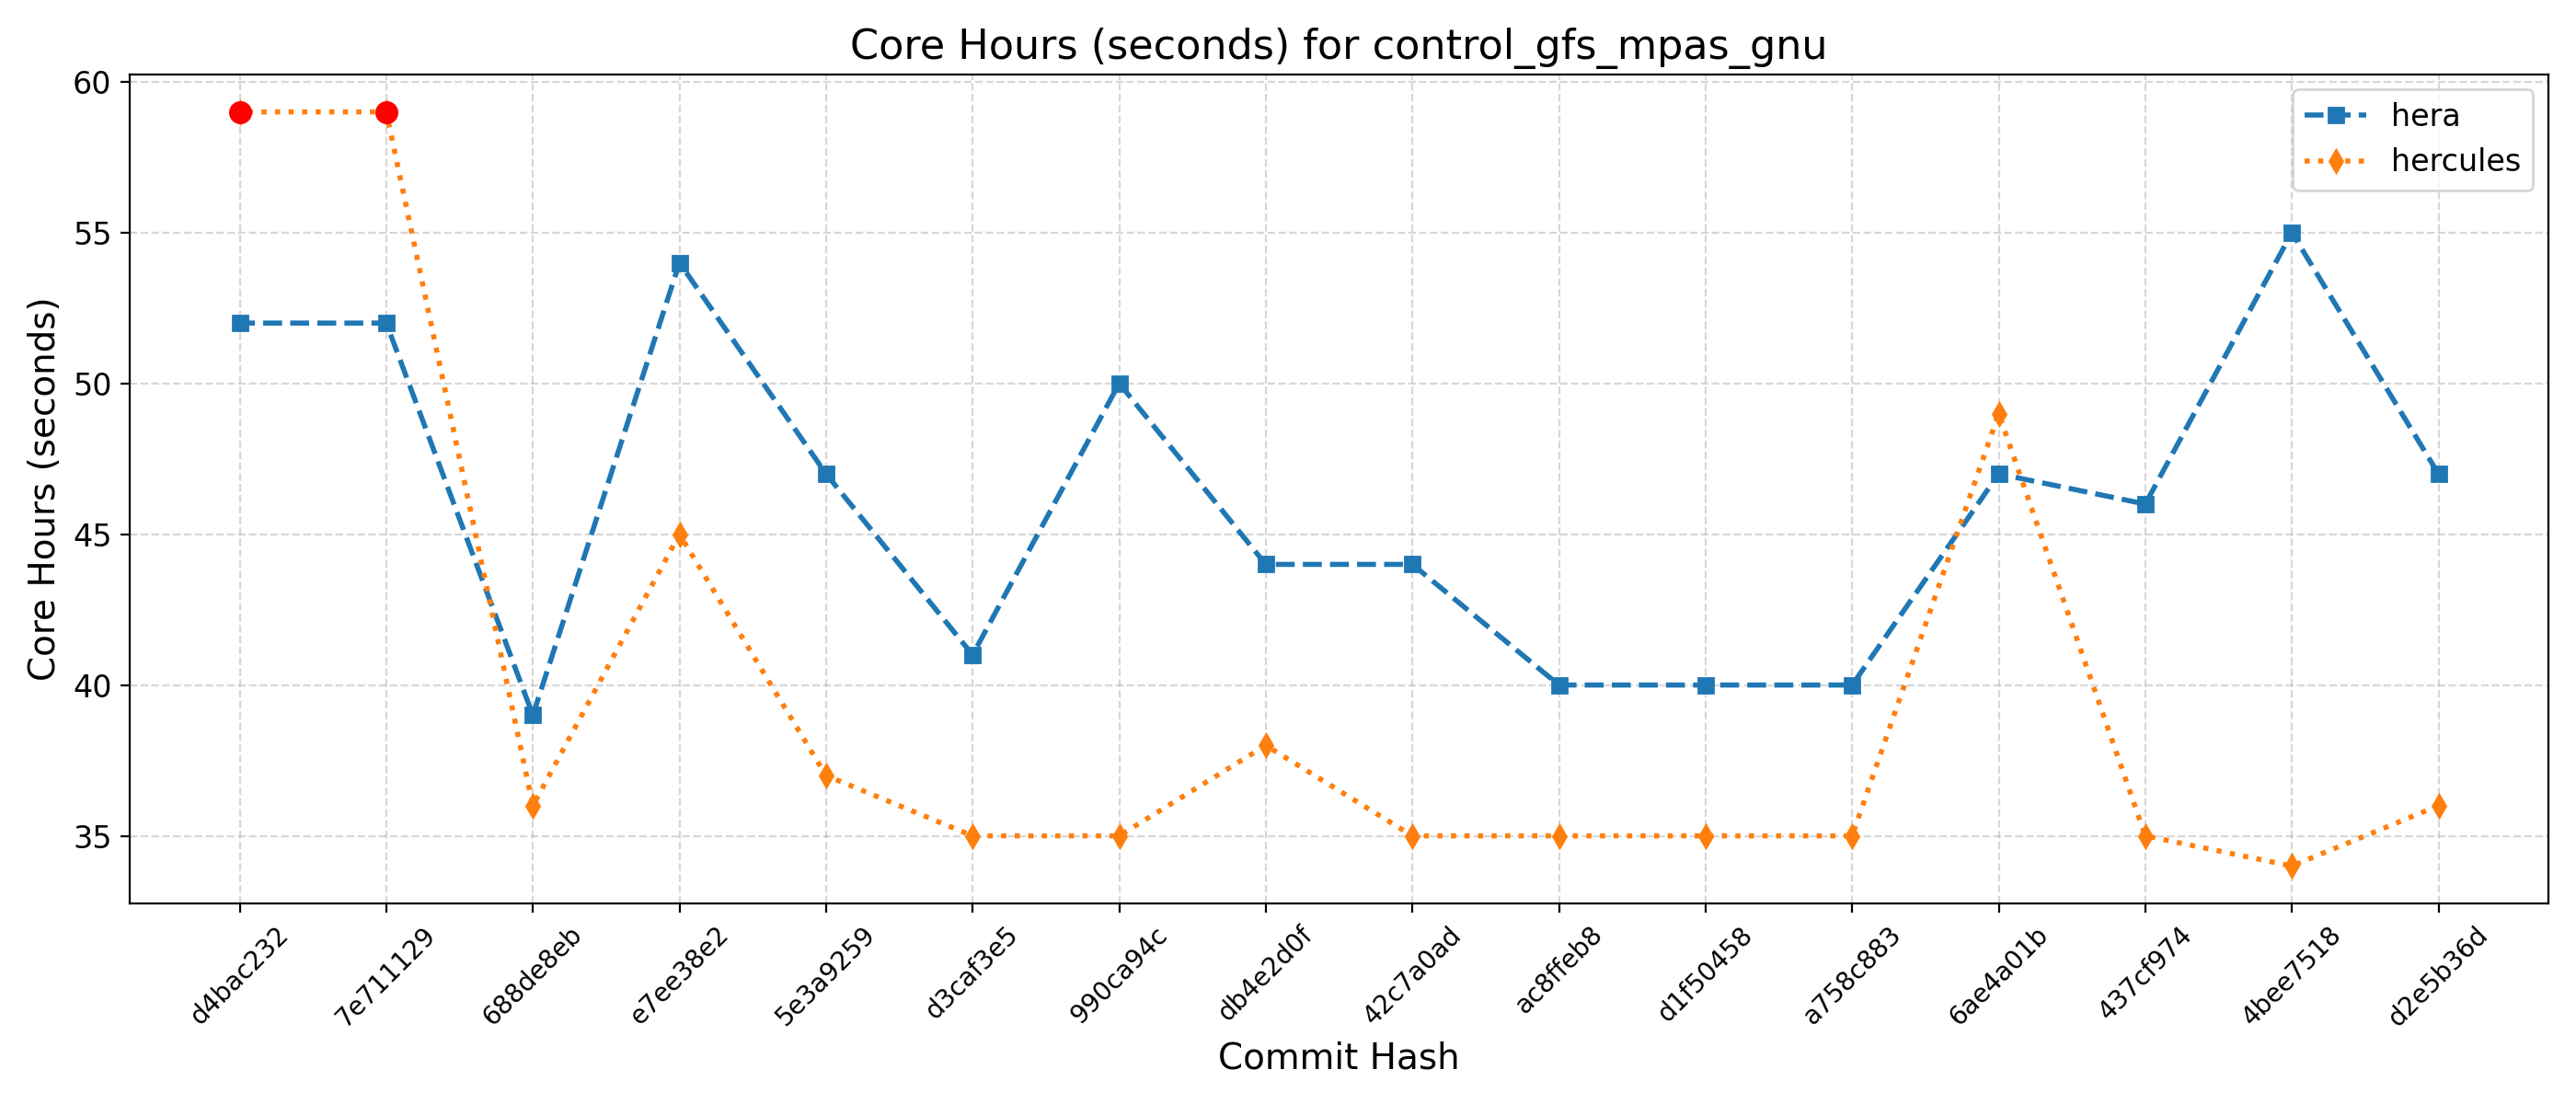 Core Hours (seconds) for control_gfs_mpas_gnu
hera
hercules
Core Hours (seconds)
60
55
50
45
40
35
d4bac232
7e711129
688de8eb
e7ee38e2
5e3a9259
d3caf3e5
990ca94c
db4e2d0f
42c7a0ad
ac8ffeb8
d1f50458
a758c883
6ae4a01b
437cf974
4bee7518
d2e5b36d
Commit Hash